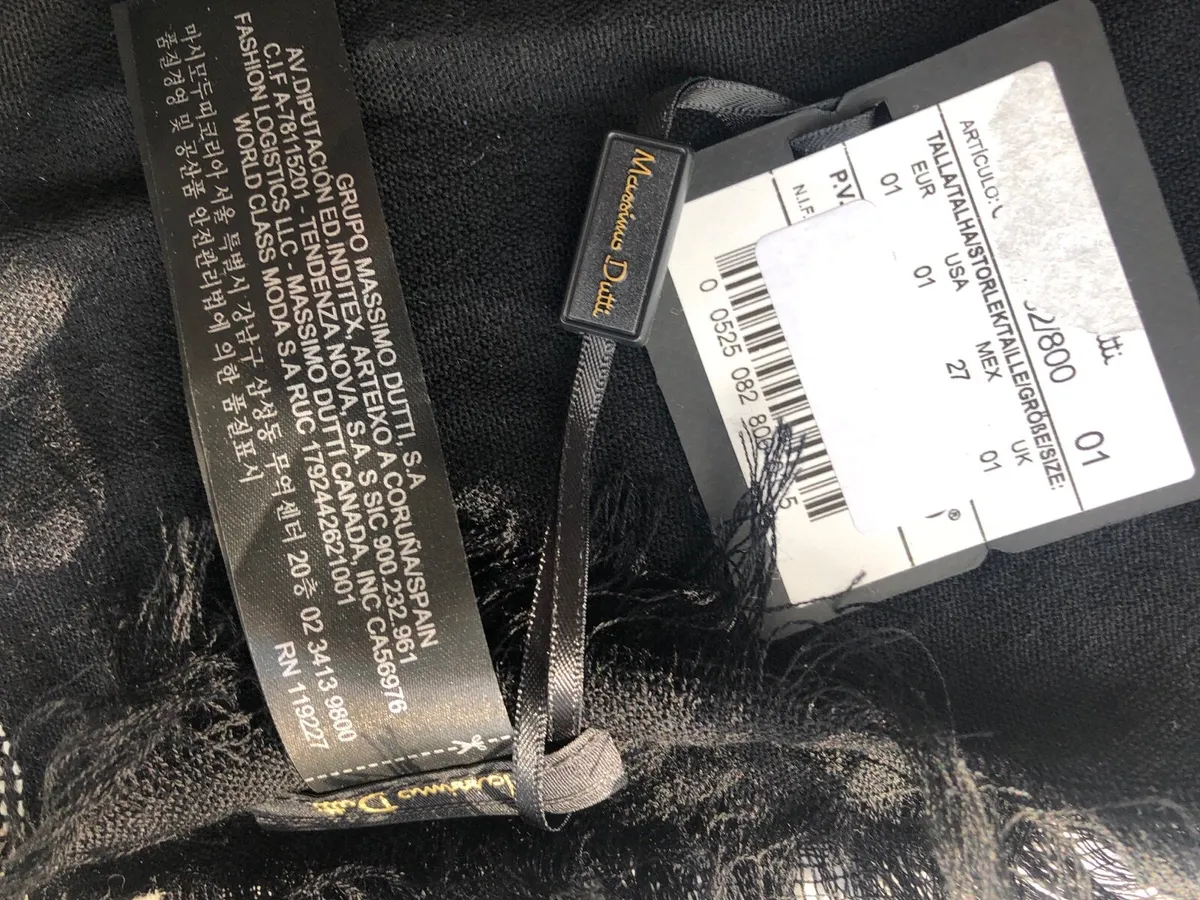 GRUPO MASSIMO DUTTI, S.A
AV.DIPUTACIÓN ED.INDITEX, ARTEIXO A CORUÑA/SPAIN
C.I.F A-78115201 - TENDENZA NOVA, S.A. S SIC 900.232.961
FASHION LOGISTICS LLC - MASSIMO DUTTI CANADA, INC CA56976
WORLD CLASS MODA S.A RUC 1792442621001
마시모두띠코리아 서울 특별시 강남구 삼성동 무역센터 20층 02 3413 9800
품질경영 및 공산품 안전관리법에 의한 품질표시
RN 119227
Massimo Dutti
Massimo Dutti
tti
ARTÍCULO:
2/800
01
TALLA/TALHA/STORLEK/TAILLE/GRÖßE/SIZE:
EUR
USA
MEX
UK
01
01
27
01
P.V.
®
N.I.F.
0 0525 082 80
5